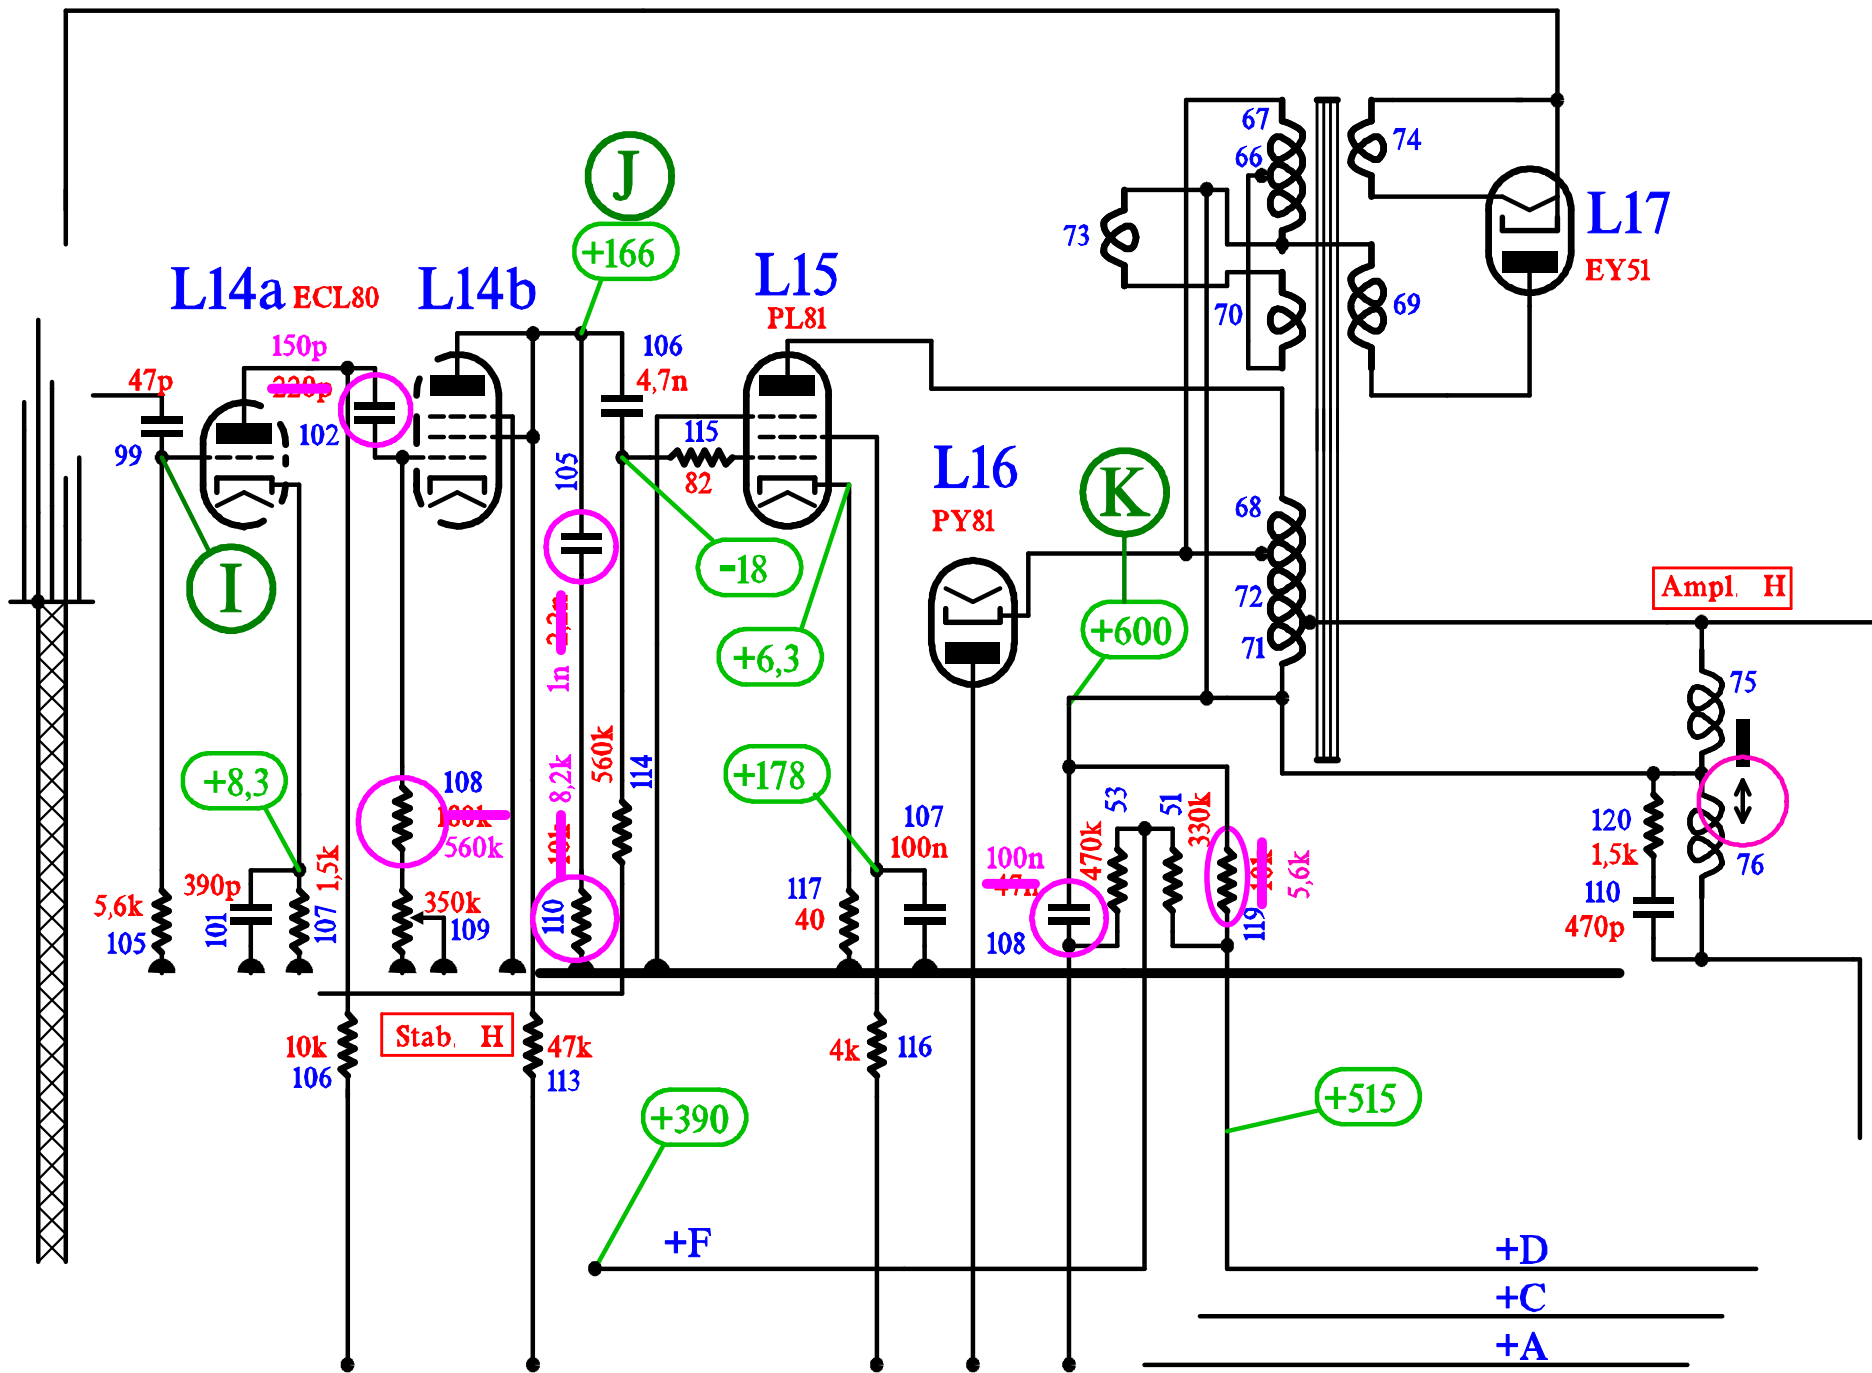 67
66
74
73
J
+166
L17
EY51
L14a ECL80
L14b
L15
PL81
70
69
150p
220p
47p
102
99
106
4,7n
115
82
105
L16
PY81
K
68
72
71
I
-18
+600
Ampl. H
2,2n
1n
+6,3
75
+8,3
108
180k
560k
8,2k
10k
110
560k
114
+178
107
100n
100n
47n
108
470k
53
51
330k
10k
119
5,6k
120
1,5k
76
110
470p
390p
101
1,5k
107
5,6k
105
350k
109
117
40
10k
106
Stab. H
47k
113
4k
116
+390
+515
+F
+D
+C
+A